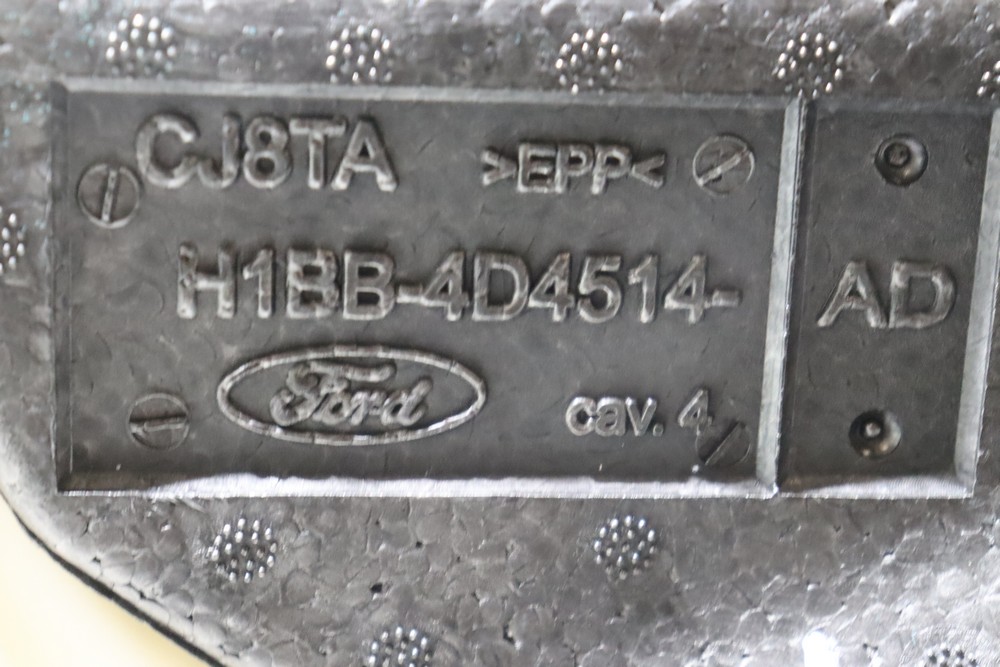 CJ8TA >EPP<
H1BB-4D4514- AD
Ford cav. 4